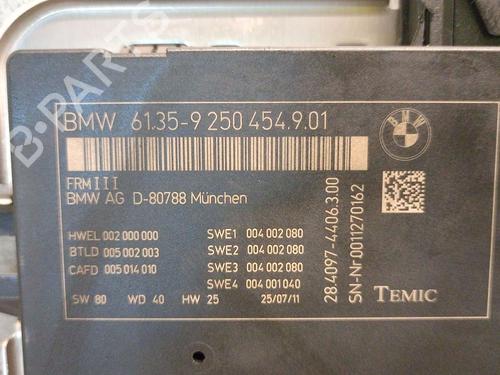 BMW 61.35-9 250 454.9.01
BMW
FRMIII
BMW AG D-80788 München
HWEL 002 000 000
BTLD 005 002 003
CAFD 005 014 010
SWE1 004 002 080
SWE2 004 002 080
SWE3 004 002 080
SWE4 004 001 040
SW 80 WD 40 HW 25 25/07/11
28.4097-4406.3.00
SN-Nr 0011270162
TEMIC
B-PARTS